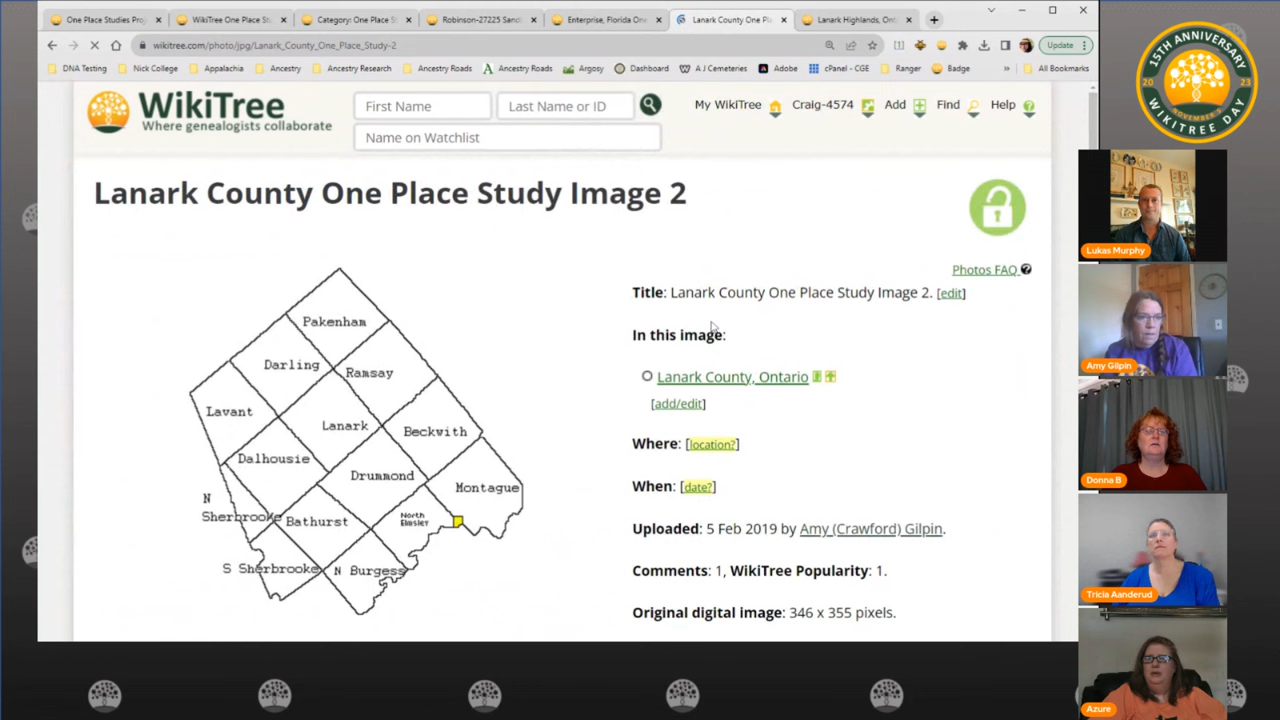 One Place Studies Proj
WikiTree One Place St
Category: One Place S
Robinson-27225 Sand
Enterprise, Florida One
Lanark County One Pl
Lanark Highlands, Ont
wikitree.com/photo/jpg/Lanark_County_One_Place_Study-2
Update
DNA Testing
Nick College
Appalachia
Ancestry
Ancestry Research
Ancestry Roads
Ancestry Roads
Argosy
Dashboard
A J Cemeteries
Adobe
cPanel - CGE
Ranger
Badge
»
All Bookmarks
WikiTree
Where genealogists collaborate
First Name
Last Name or ID
Name on Watchlist
My WikiTree
Craig-4574
Add
Find
Help
Lanark County One Place Study Image 2
Photos FAQ
Title: Lanark County One Place Study Image 2. [edit]
In this image:
Lanark County, Ontario
[add/edit]
Where: [location?]
When: [date?]
Uploaded: 5 Feb 2019 by Amy (Crawford) Gilpin.
Comments: 1, WikiTree Popularity: 1.
Original digital image: 346 x 355 pixels.
Pakenham
Darling
Ramsay
Lavant
Lanark
Beckwith
Dalhousie
Drummond
Montague
N
Sherbrooke
Bathurst
North
Elmsley
S Sherbrooke
N Burgess
15TH ANNIVERSARY
20 23
NOVEMBER 3
WIKITREE DAY
Lukas Murphy
Amy Gilpin
Donna B
Tricia Aanderud
Azure